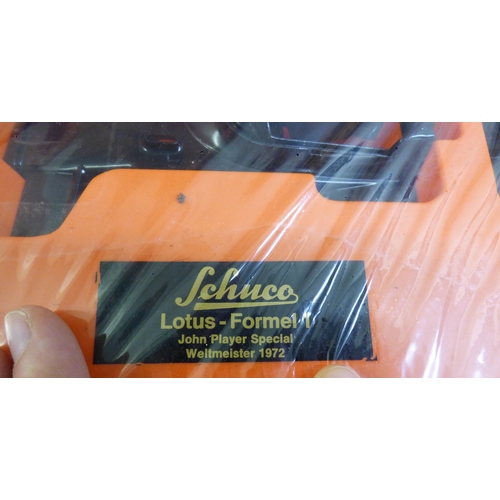 Schuco
Lotus - Formel 1
John Player Special
Weltmeister 1972